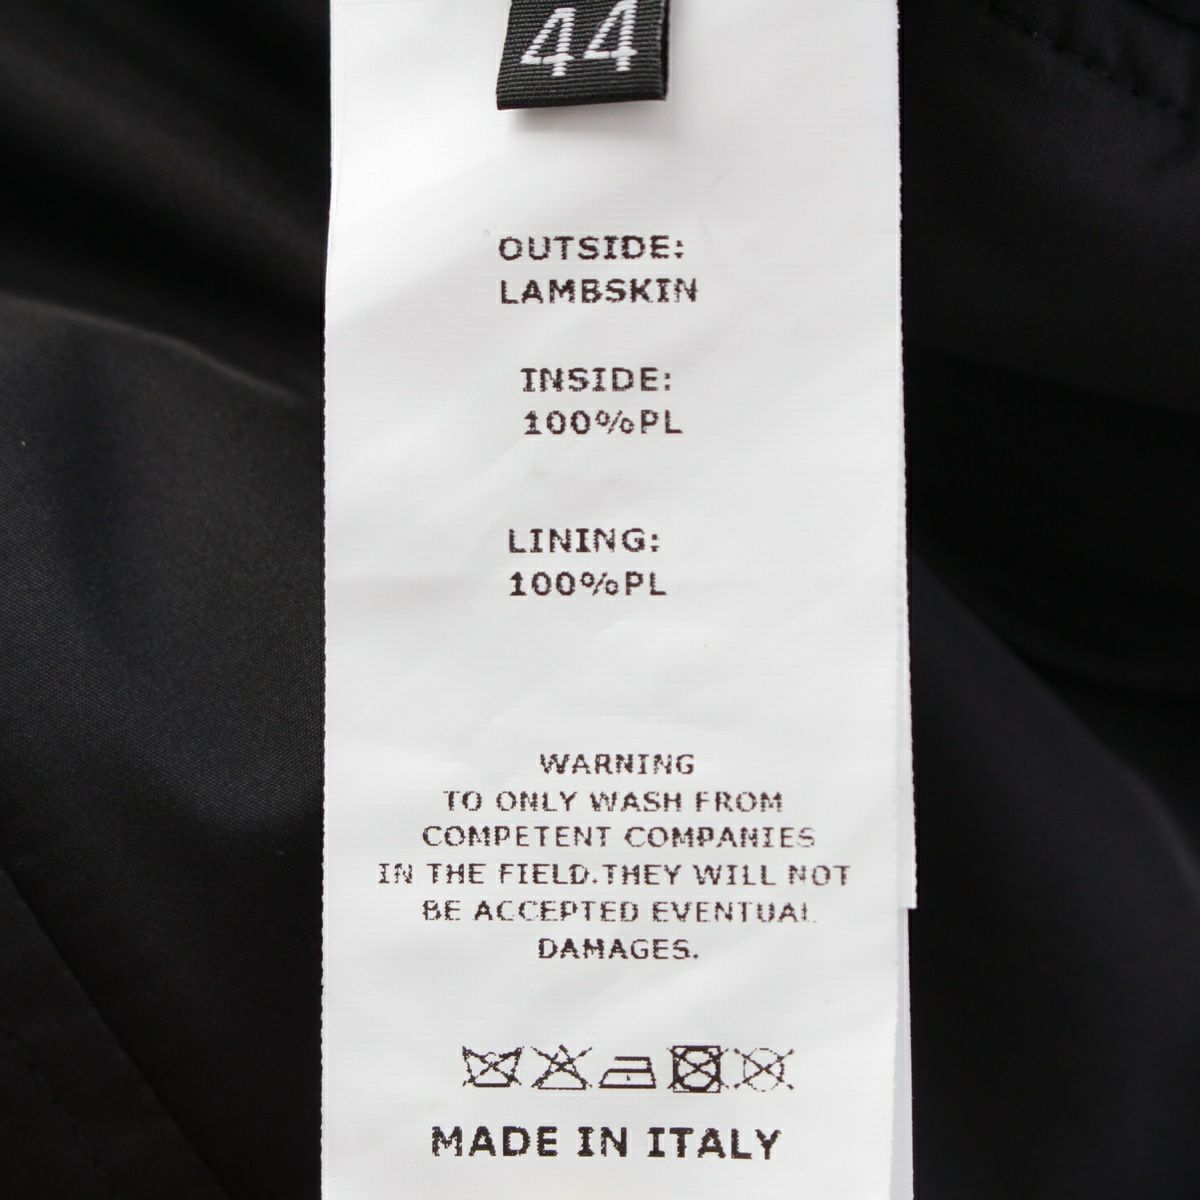 44
OUTSIDE:
LAMBSKIN
INSIDE:
100%PL
LINING:
100%PL
WARNING
TO ONLY WASH FROM
COMPETENT COMPANIES
IN THE FIELD.THEY WILL NOT
BE ACCEPTED EVENTUAL
DAMAGES.
MADE IN ITALY